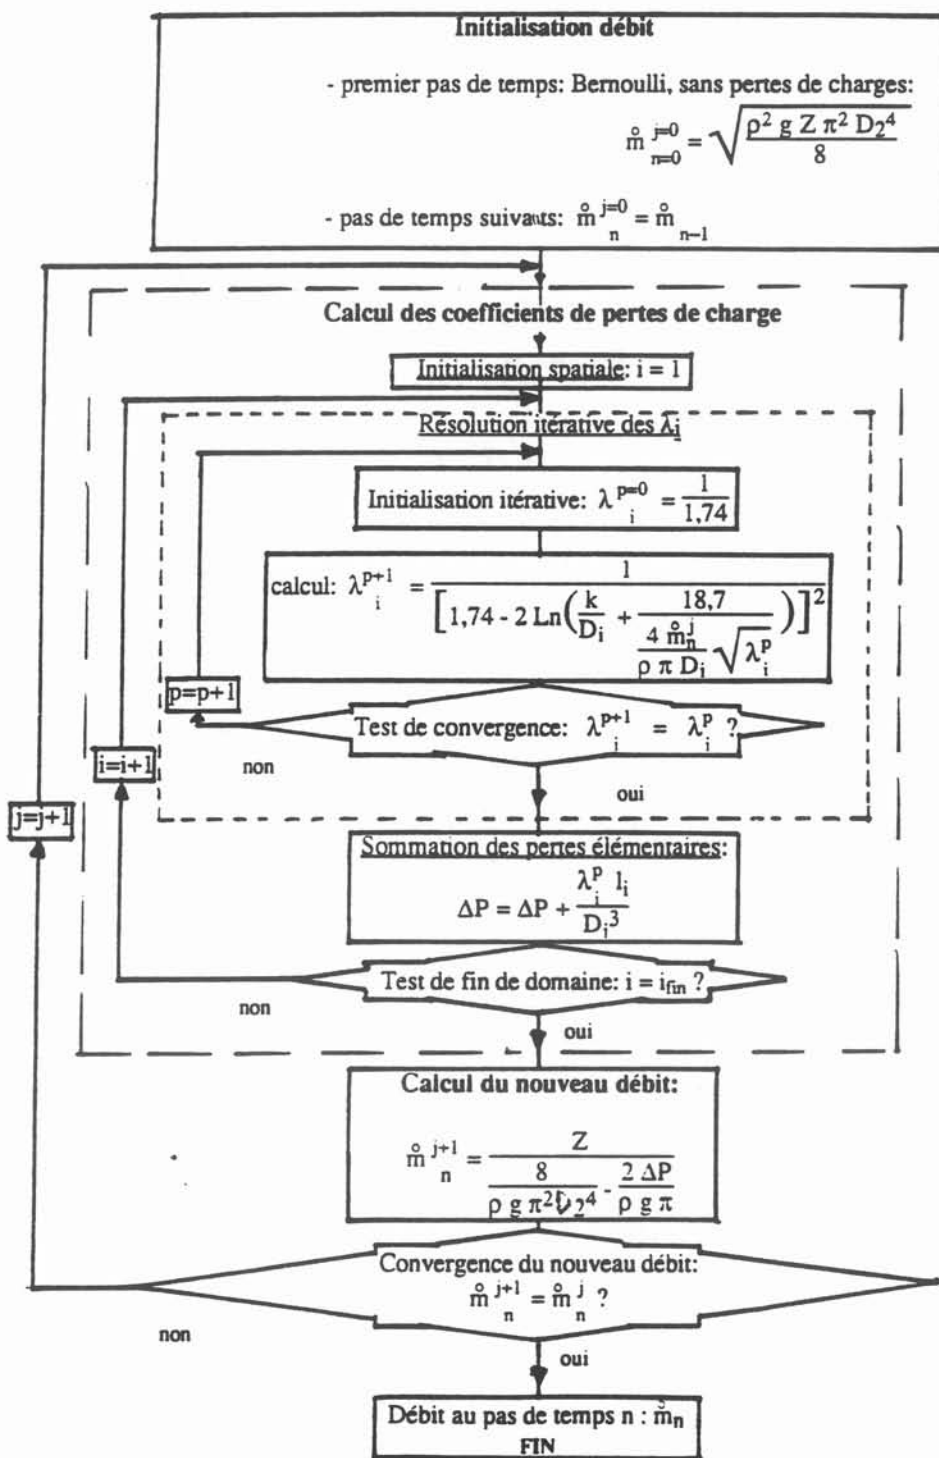 Initialisation débit
- premier pas de temps: Bernoulli, sans pertes de charges:
m̊ j=0 n=0 = √(ρ² g Z π² D₂⁴ / 8)
- pas de temps suivants: m̊ j=0 n = m̊ n−1
Calcul des coefficients de pertes de charge
Initialisation spatiale: i = 1
Résolution itérative des λi
Initialisation itérative: λ p=0 i = 1 / 1,74
calcul: λ p+1 i = 1 / [1,74 - 2 Ln(k / Di + 18,7 / (4 m̊ j n / ρ π Di √λ p i))]²
p=p+1
Test de convergence: λ p+1 i = λ p i ?
i=i+1
non
oui
j=j+1
Sommation des pertes élémentaires:
ΔP = ΔP + λ p i li / Di³
Test de fin de domaine: i = ifin ?
non
oui
Calcul du nouveau débit:
m̊ j+1 n = Z / (8 / ρ g π² D₂⁴ - 2 ΔP / ρ g π)
Convergence du nouveau débit:
m̊ j+1 n = m̊ j n ?
non
oui
Débit au pas de temps n : m̊n
FIN